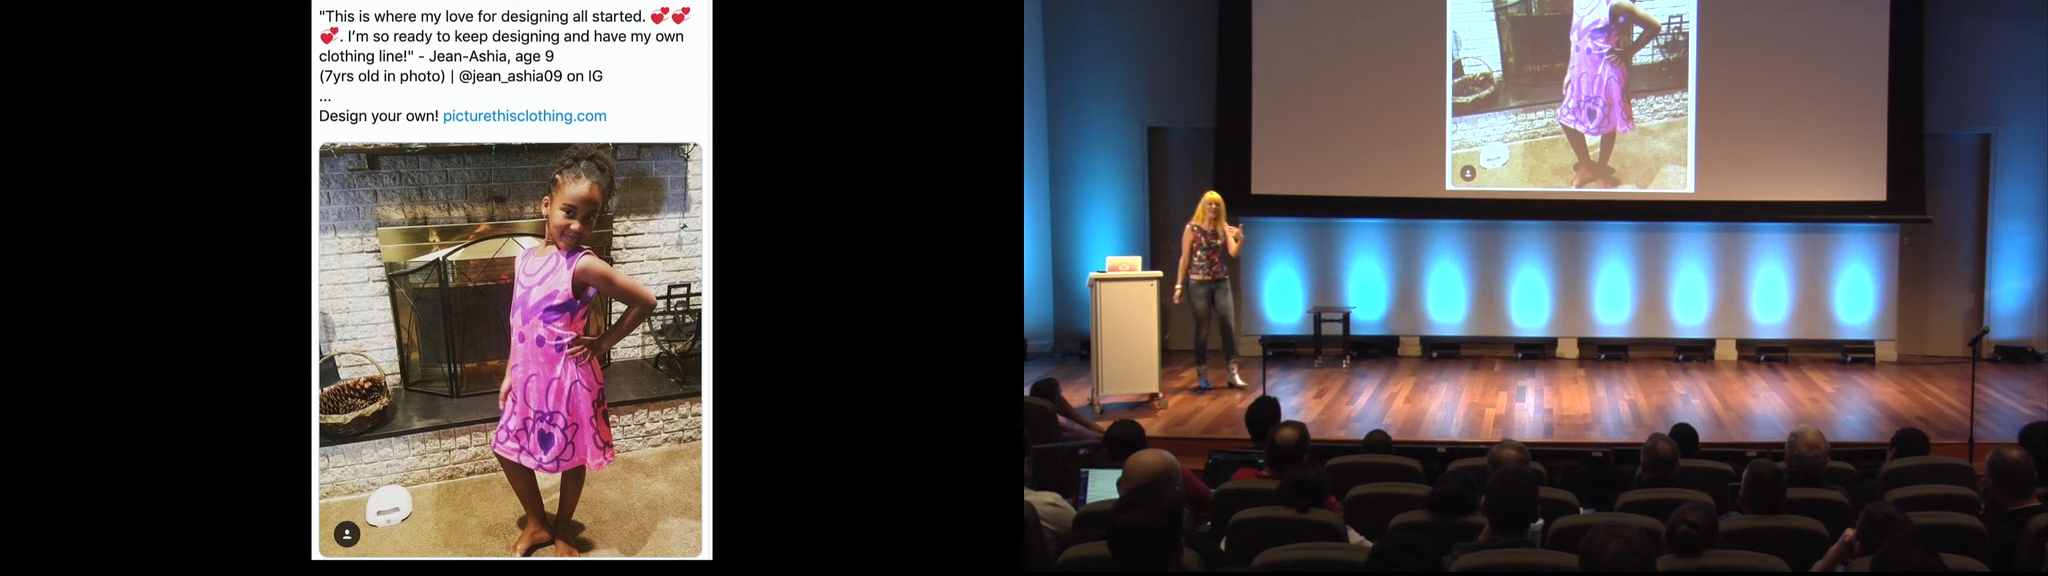 "This is where my love for designing all started. 💞💞
💞. I’m so ready to keep designing and have my own
clothing line!" - Jean-Ashia, age 9
(7yrs old in photo) | @jean_ashia09 on IG
...
Design your own! picturethisclothing.com